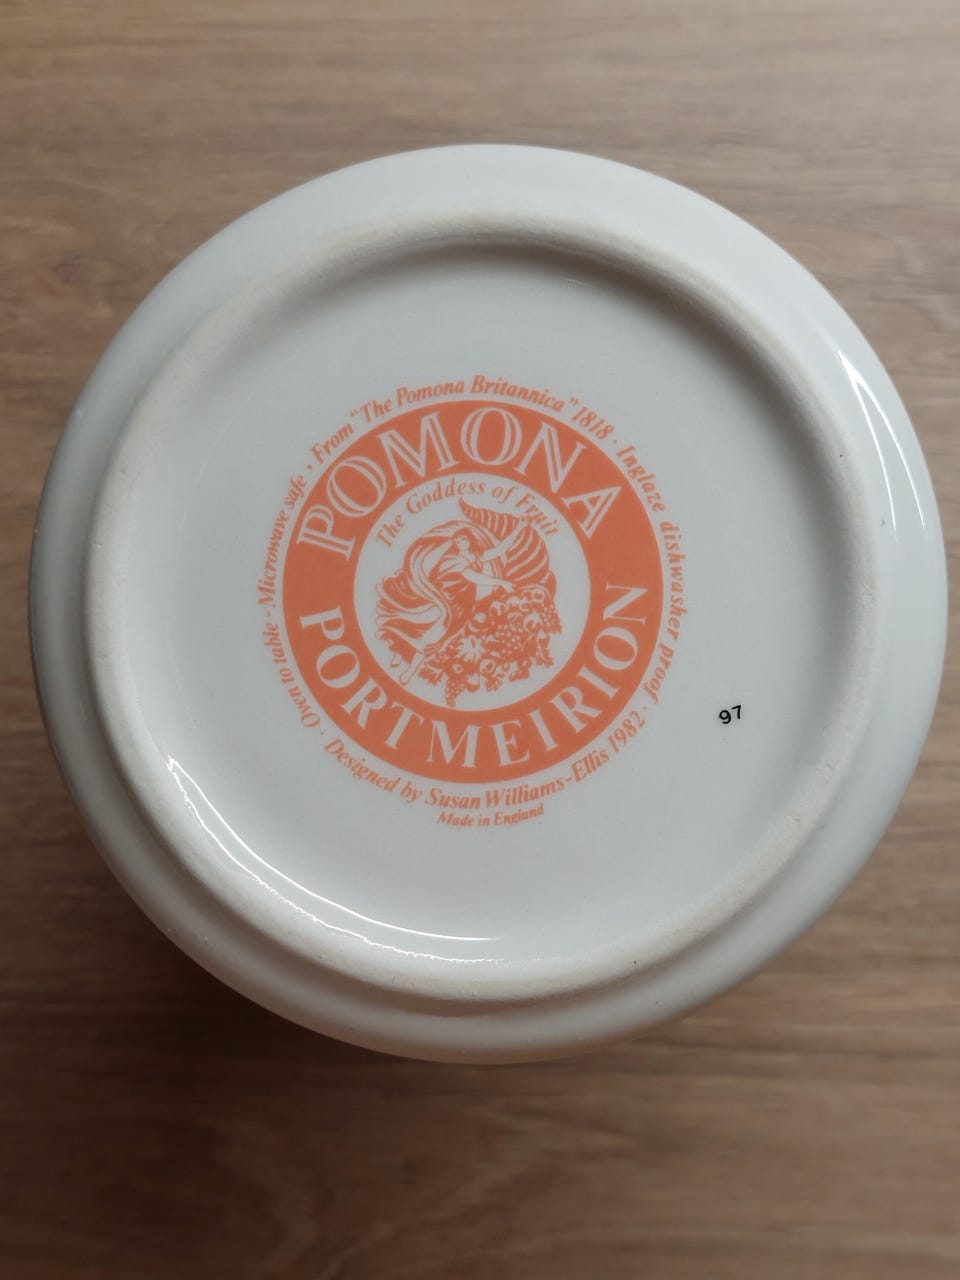 From "The Pomona Britannica" 1818 · Inglaze dishwasher proof ·
Designed by Susan Williams-Ellis 1982 ·
Oven to table - Microwave safe ·
POMONA
The Goddess of Fruit
PORTMEIRION
Made in England
97